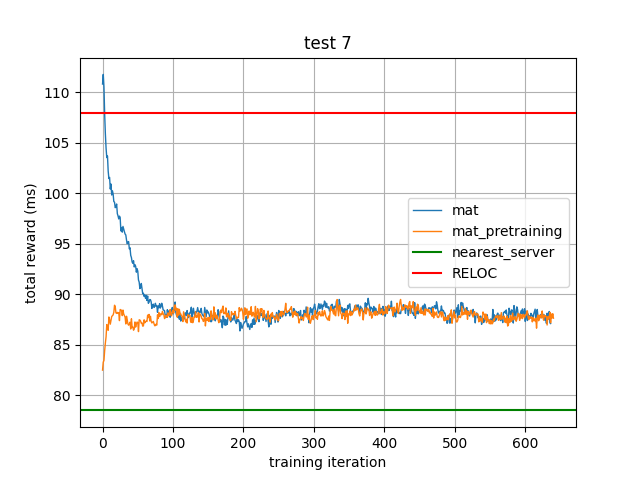 test 7
total reward (ms)
110
105
100
95
90
85
80
mat
mat_pretraining
nearest_server
RELOC
0 100 200 300 400 500 600
training iteration